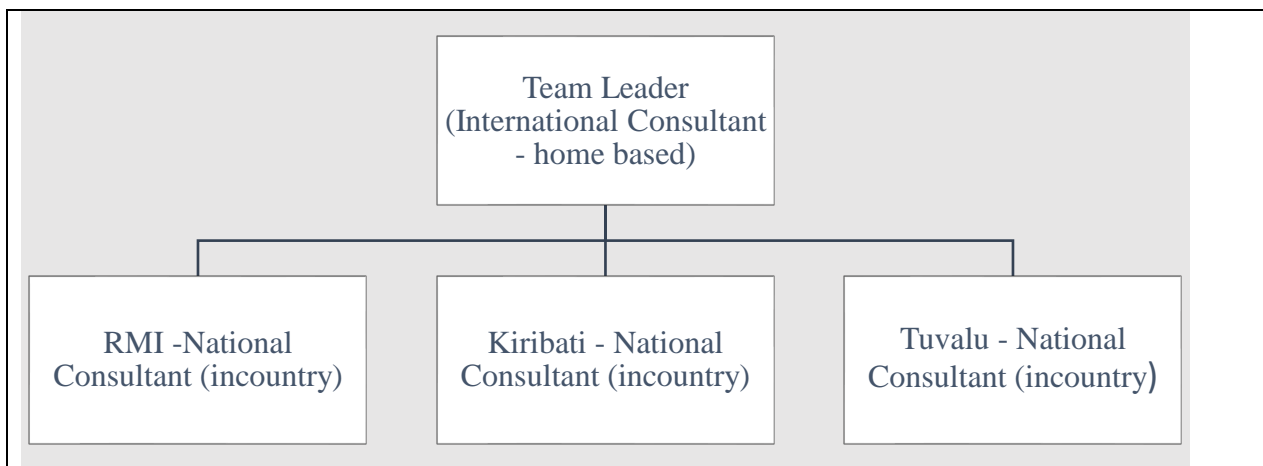 Team Leader
(International Consultant
- home based)
RMI -National
Consultant (incountry)
Kiribati - National
Consultant (incountry)
Tuvalu - National
Consultant (incountry)